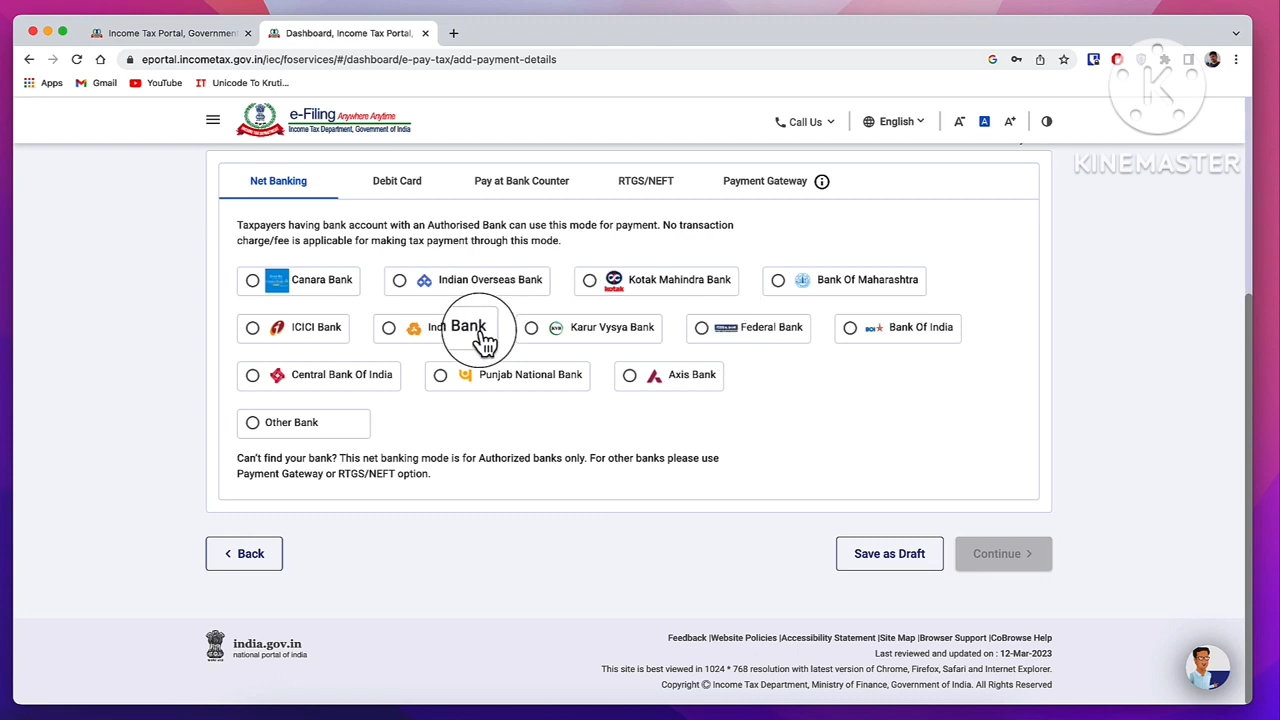 Income Tax Portal, Government
Dashboard, Income Tax Portal,
eportal.incometax.gov.in/iec/foservices/#/dashboard/e-pay-tax/add-payment-details
Apps Gmail YouTube IT Unicode To Kruti...
K
KINEMASTER
e-Filing Anywhere Anytime
Income Tax Department, Government of India
Call Us English A- A A+
Net Banking Debit Card Pay at Bank Counter RTGS/NEFT Payment Gateway
Taxpayers having bank account with an Authorised Bank can use this mode for payment. No transaction
charge/fee is applicable for making tax payment through this mode.
Canara Bank Indian Overseas Bank kotak Kotak Mahindra Bank Bank Of Maharashtra
ICICI Bank Indi Bank KVB Karur Vysya Bank Federal Bank BOI Bank Of India
Central Bank Of India Punjab National Bank Axis Bank
Other Bank
Can't find your bank? This net banking mode is for Authorized banks only. For other banks please use
Payment Gateway or RTGS/NEFT option.
Back Save as Draft Continue
india.gov.in
national portal of india
Feedback |Website Policies |Accessibility Statement |Site Map |Browser Support |CoBrowse Help
Last reviewed and updated on : 12-Mar-2023
This site is best viewed in 1024 * 768 resolution with latest version of Chrome, Firefox, Safari and Internet Explorer.
Copyright © Income Tax Department, Ministry of Finance, Government of India. All Rights Reserved